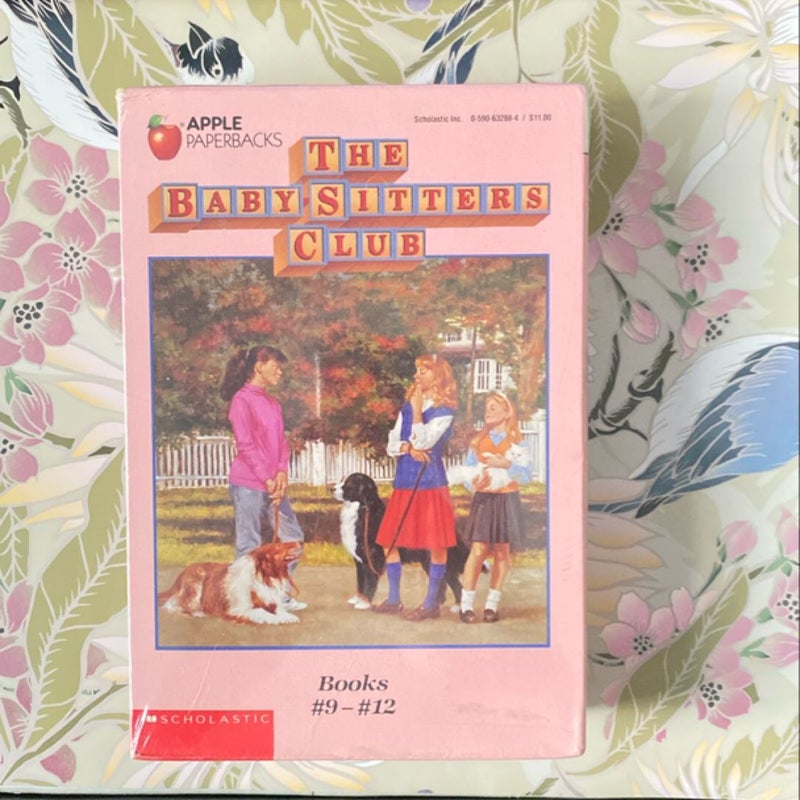 APPLE
PAPERBACKS
Scholastic Inc. 0-590-63288-4 / $11.00
THE
BABY-SITTERS
CLUB
Books
#9 – #12
SCHOLASTIC